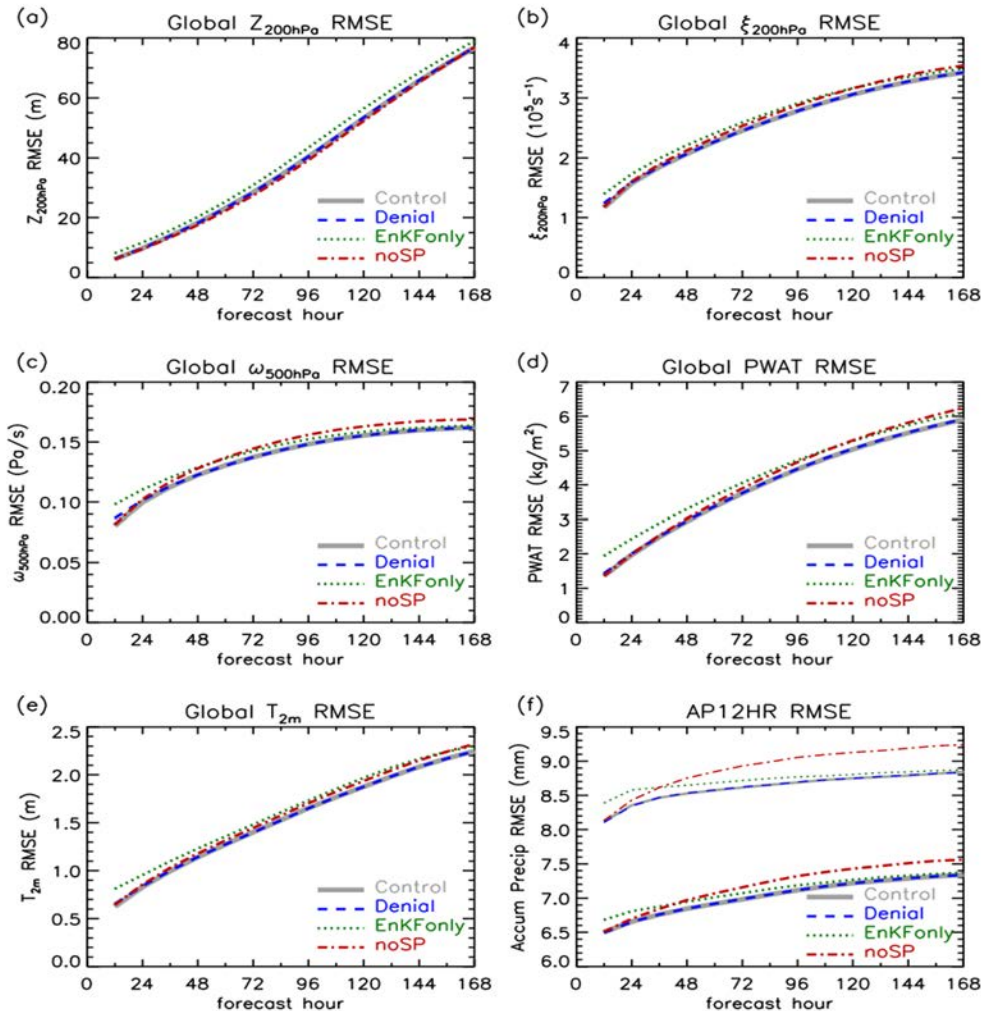 (a) Global Z200hPa RMSE
Z200hPa RMSE (m)
80
60
40
20
0
Control
Denial
EnKFonly
noSP
0 24 48 72 96 120 144 168
forecast hour
(b) Global ξ200hPa RMSE
ξ200hPa RMSE (10⁵s⁻¹)
4
3
2
1
0
Control
Denial
EnKFonly
noSP
0 24 48 72 96 120 144 168
forecast hour
(c) Global ω500hPa RMSE
ω500hPa RMSE (Pa/s)
0.20
0.15
0.10
0.05
0.00
Control
Denial
EnKFonly
noSP
0 24 48 72 96 120 144 168
forecast hour
(d) Global PWAT RMSE
PWAT RMSE (kg/m²)
7
6
5
4
3
2
1
0
Control
Denial
EnKFonly
noSP
0 24 48 72 96 120 144 168
forecast hour
(e) Global T2m RMSE
T2m RMSE (m)
2.5
2.0
1.5
1.0
0.5
0.0
Control
Denial
EnKFonly
noSP
0 24 48 72 96 120 144 168
forecast hour
(f) AP12HR RMSE
Accum Precip RMSE (mm)
9.5
9.0
8.5
8.0
7.5
7.0
6.5
6.0
Control
Denial
EnKFonly
noSP
0 24 48 72 96 120 144 168
forecast hour